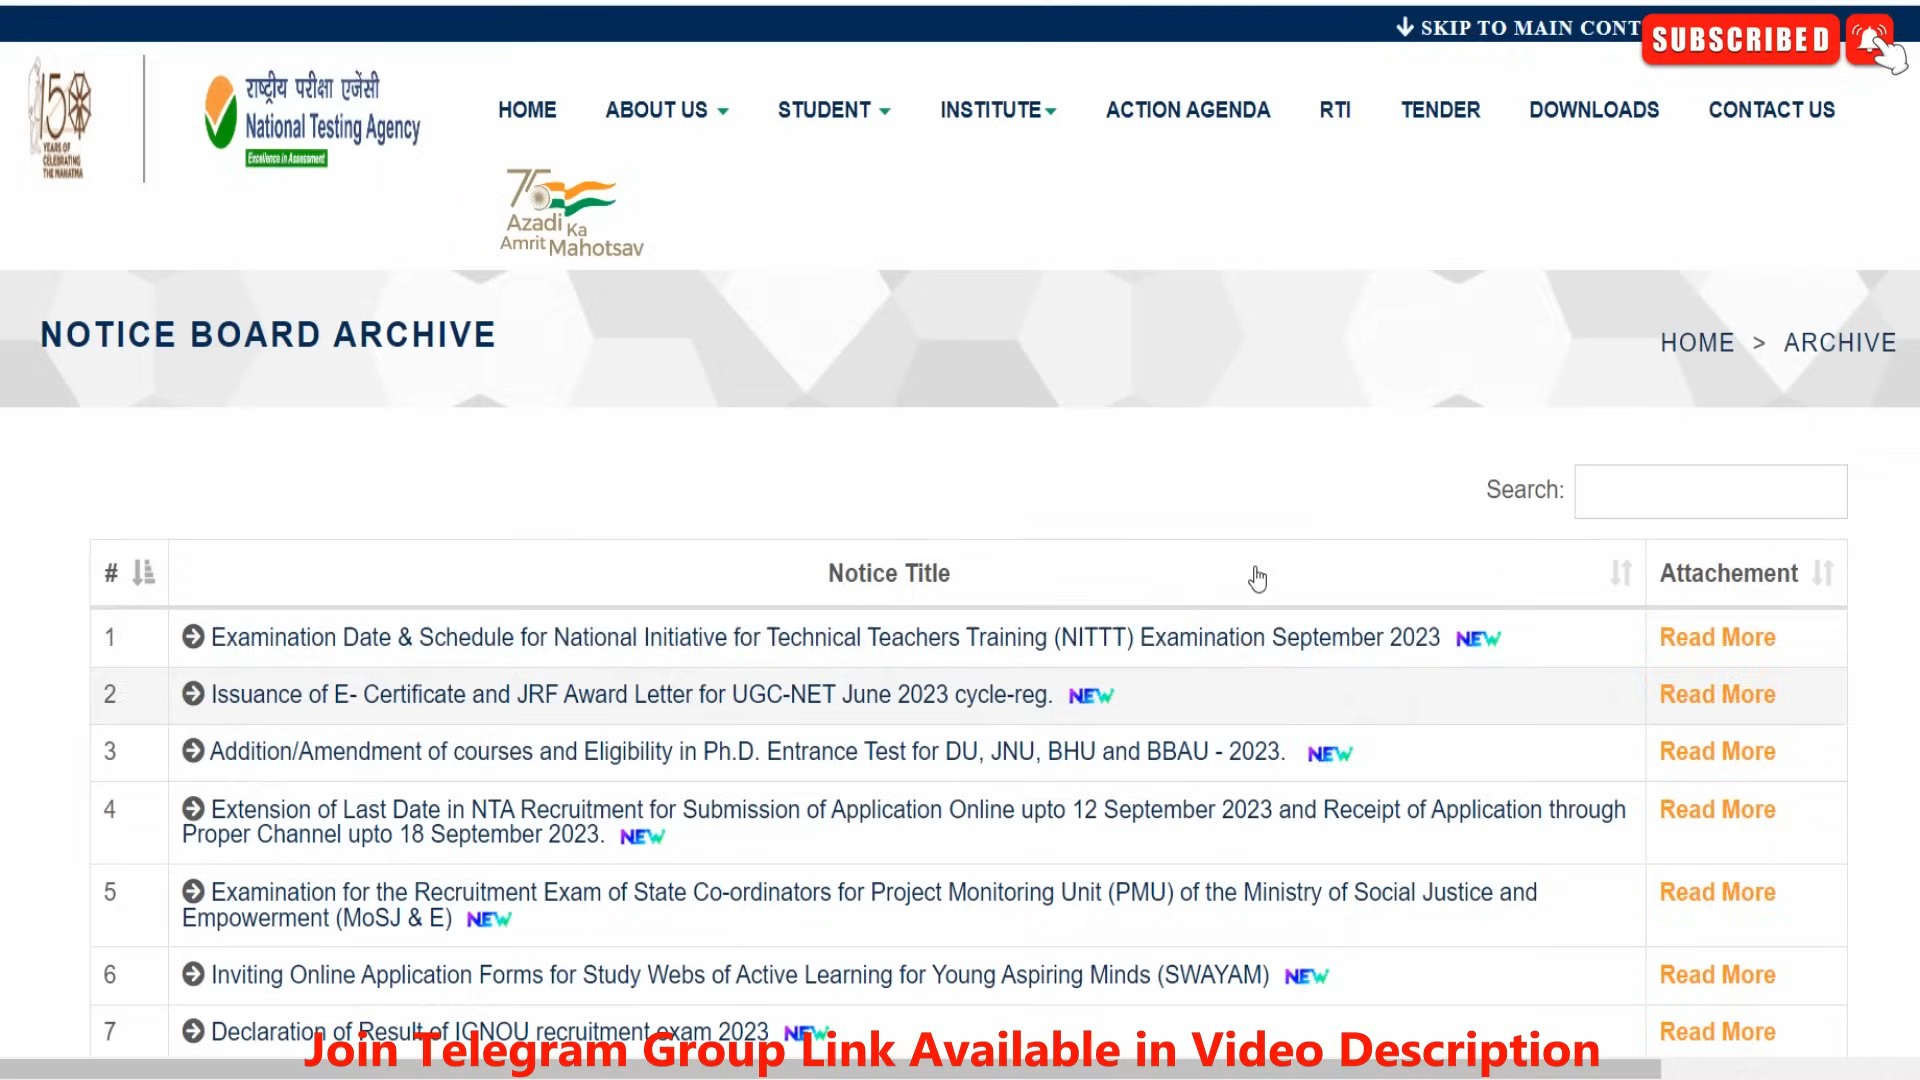 SKIP TO MAIN CONT
SUBSCRIBED
150
YEARS OF
CELEBRATING
THE MAHATMA
राष्ट्रीय परीक्षा एजेंसी
National Testing Agency
Excellence in Assessment
HOME ABOUT US STUDENT INSTITUTE ACTION AGENDA RTI TENDER DOWNLOADS CONTACT US
75
Azadi Ka
Amrit Mahotsav
NOTICE BOARD ARCHIVE
HOME > ARCHIVE
Search:
# Notice Title Attachement
1 Examination Date & Schedule for National Initiative for Technical Teachers Training (NITTT) Examination September 2023 NEW Read More
2 Issuance of E- Certificate and JRF Award Letter for UGC-NET June 2023 cycle-reg. NEW Read More
3 Addition/Amendment of courses and Eligibility in Ph.D. Entrance Test for DU, JNU, BHU and BBAU - 2023. NEW Read More
4 Extension of Last Date in NTA Recruitment for Submission of Application Online upto 12 September 2023 and Receipt of Application through Read More
Proper Channel upto 18 September 2023. NEW
5 Examination for the Recruitment Exam of State Co-ordinators for Project Monitoring Unit (PMU) of the Ministry of Social Justice and Read More
Empowerment (MoSJ & E) NEW
6 Inviting Online Application Forms for Study Webs of Active Learning for Young Aspiring Minds (SWAYAM) NEW Read More
7 Declaration of Result of IGNOU recruitment exam 2023 NEW Read More
Join Telegram Group Link Available in Video Description